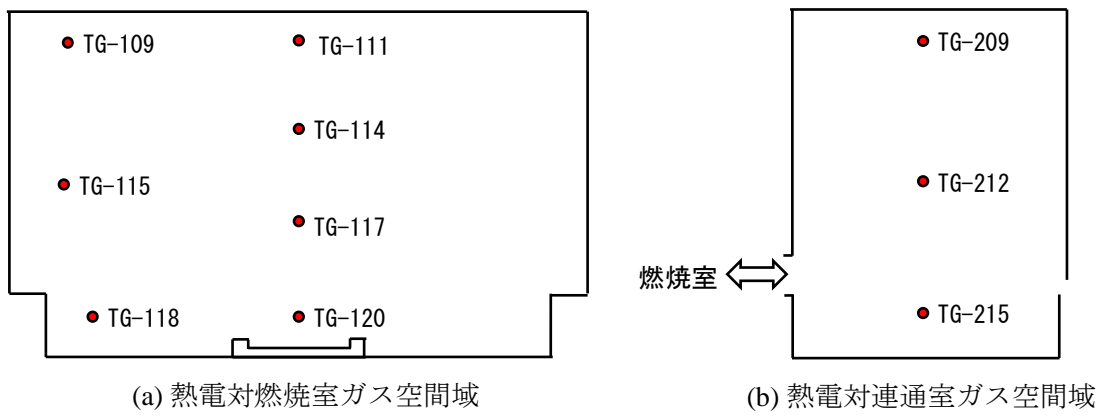 TG-109
TG-111
TG-114
TG-115
TG-117
TG-118
TG-120
(a) 熱電対燃焼室ガス空間域
TG-209
TG-212
燃焼室
TG-215
(b) 熱電対連通室ガス空間域